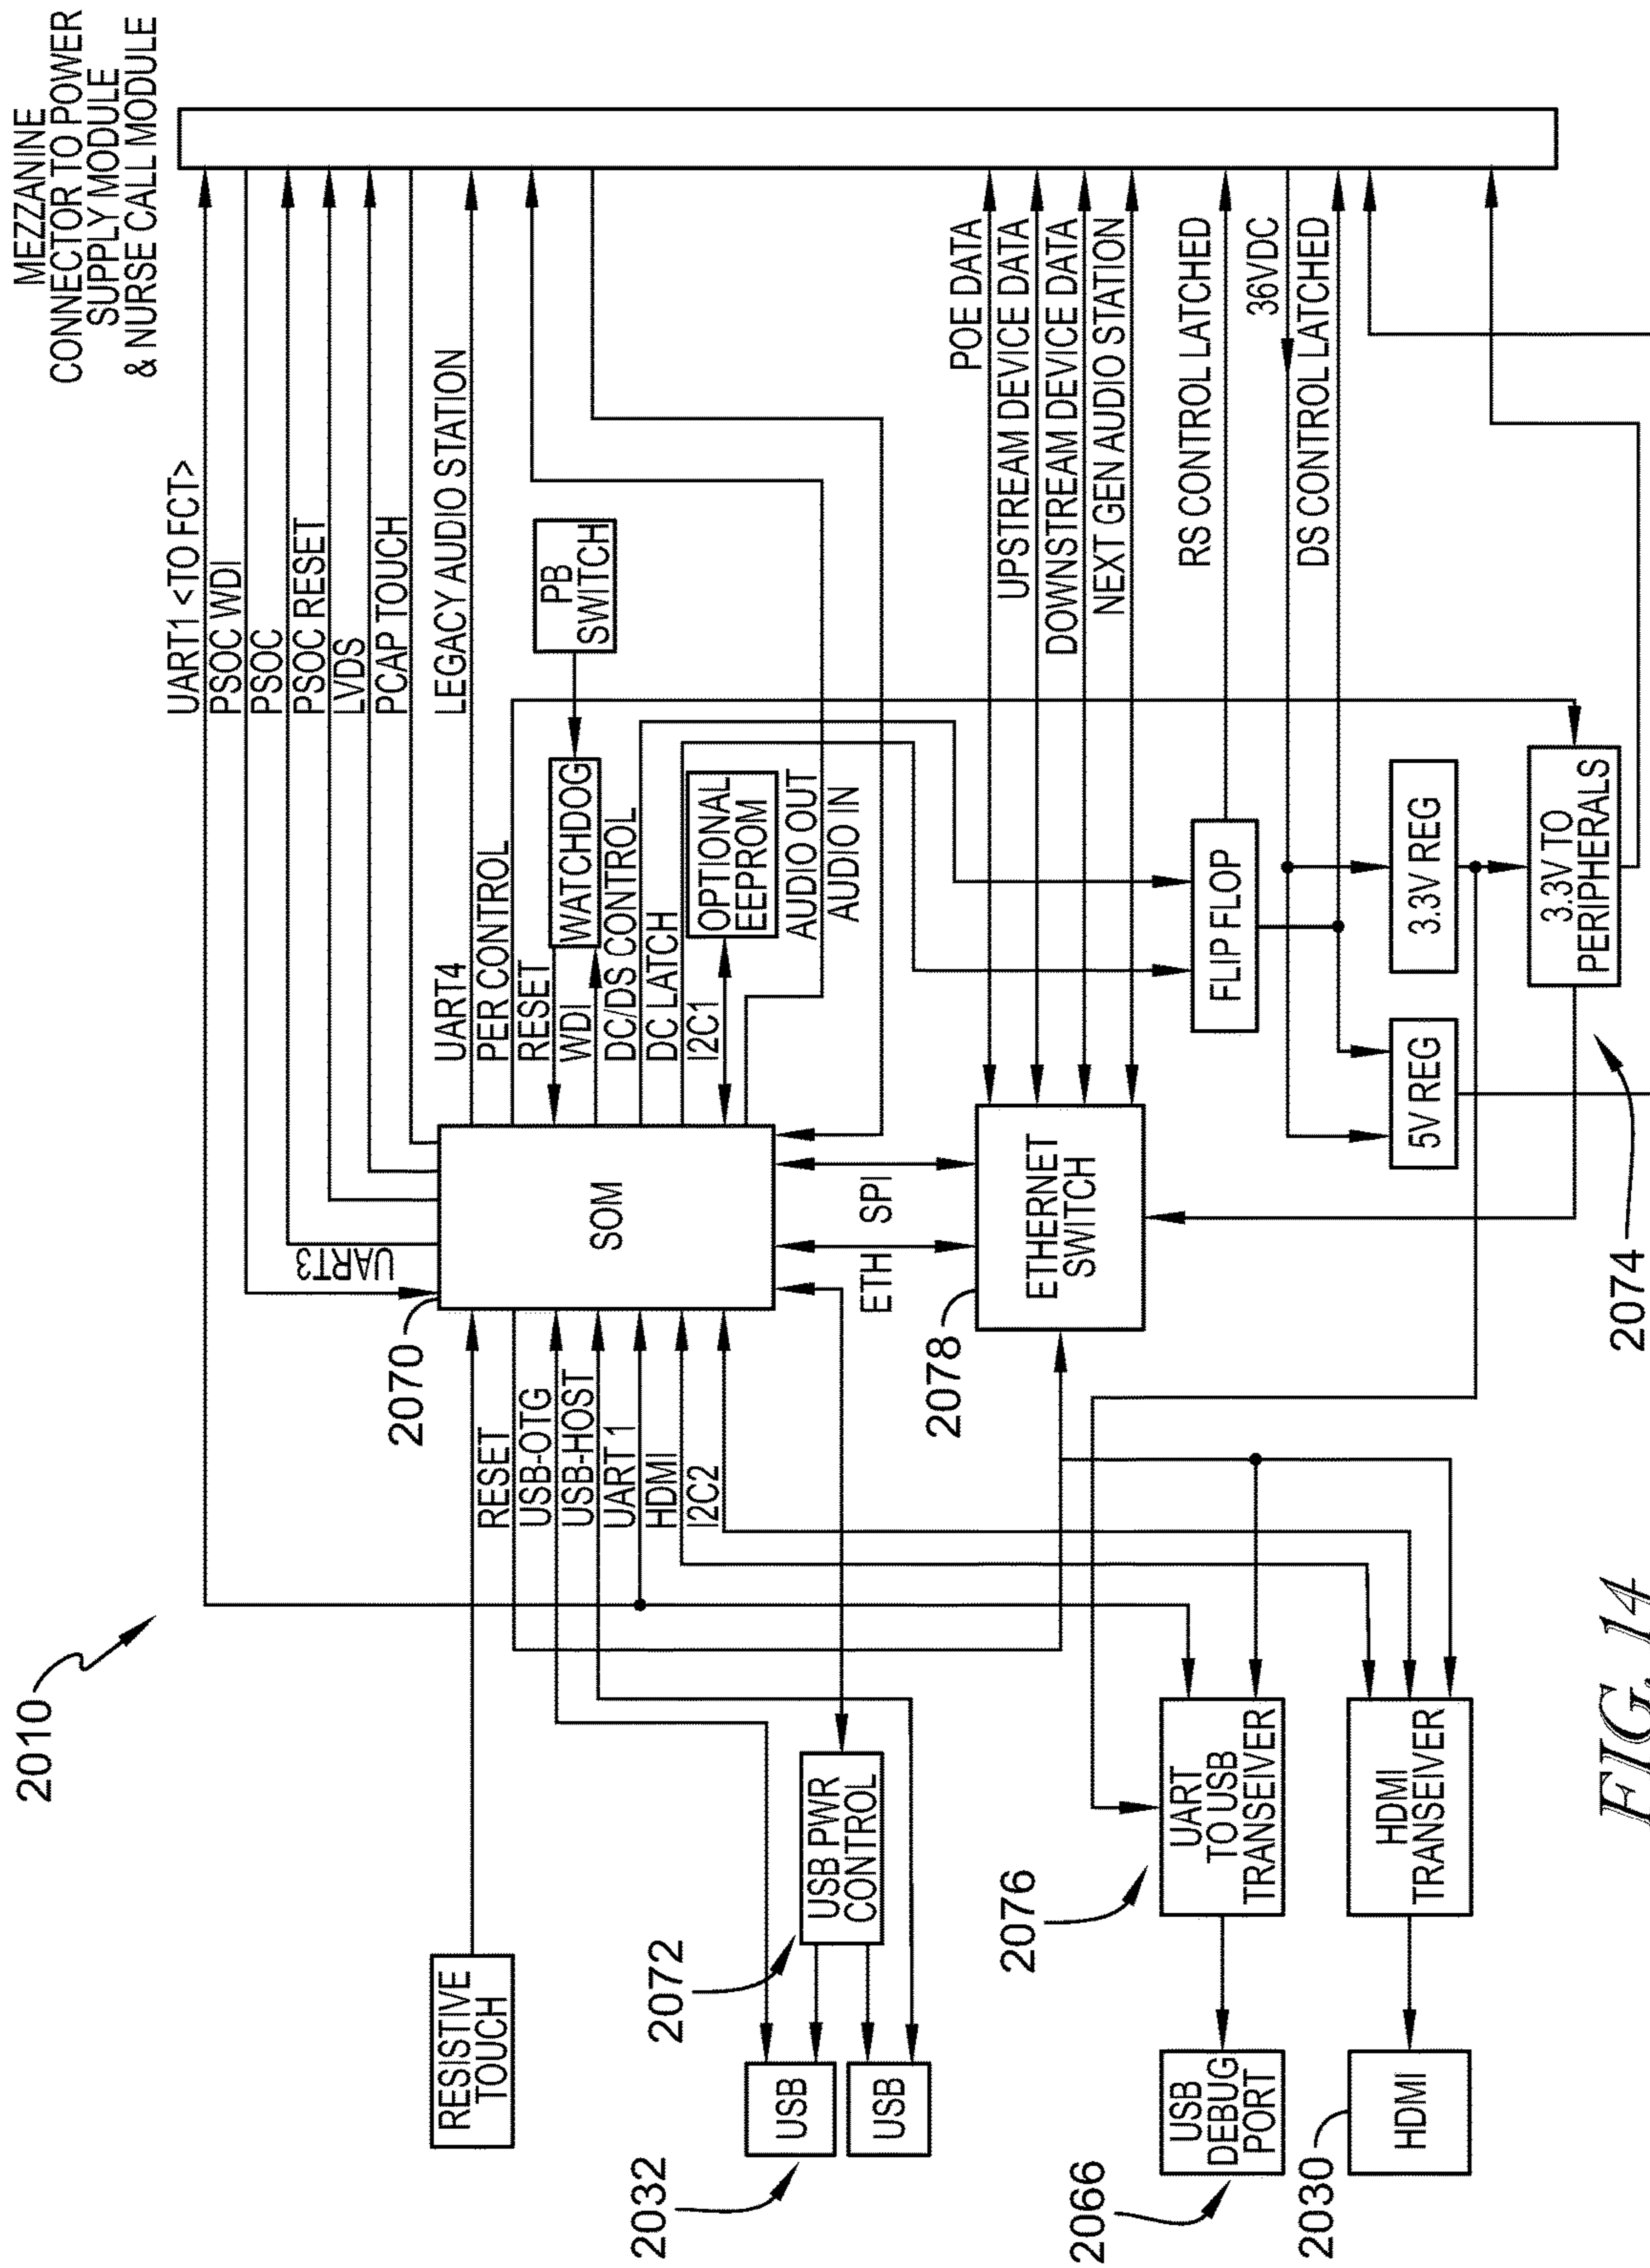 2010
MEZZANINE
CONNECTOR TO POWER
SUPPLY MODULE
& NURSE CALL MODULE
UART1 <TO FCT>
PSOC WDI
PSOC
PSOC RESET
LVDS
PCAP TOUCH
LEGACY AUDIO STATION
UART3
2070
SOM
RESISTIVE
TOUCH
RESET
USB-OTG
USB-HOST
UART 1
HDMI
I2C2
UART4
PER CONTROL
RESET
WDI
DC/DS CONTROL
DC LATCH
I2C1
WATCHDOG
PB
SWITCH
OPTIONAL
EEPROM
AUDIO OUT
AUDIO IN
ETH
SPI
2032
USB
USB
2072
USB PWR
CONTROL
2078
ETHERNET
SWITCH
POE DATA
UPSTREAM DEVICE DATA
DOWNSTREAM DEVICE DATA
NEXT GEN AUDIO STATION
RS CONTROL LATCHED
36VDC
DS CONTROL LATCHED
FLIP FLOP
2066
USB
DEBUG
PORT
2076
UART
TO USB
TRANSEIVER
2030
HDMI
HDMI
TRANSEIVER
5V REG
3.3V REG
3.3V TO
PERIPHERALS
2074
FIG. 14